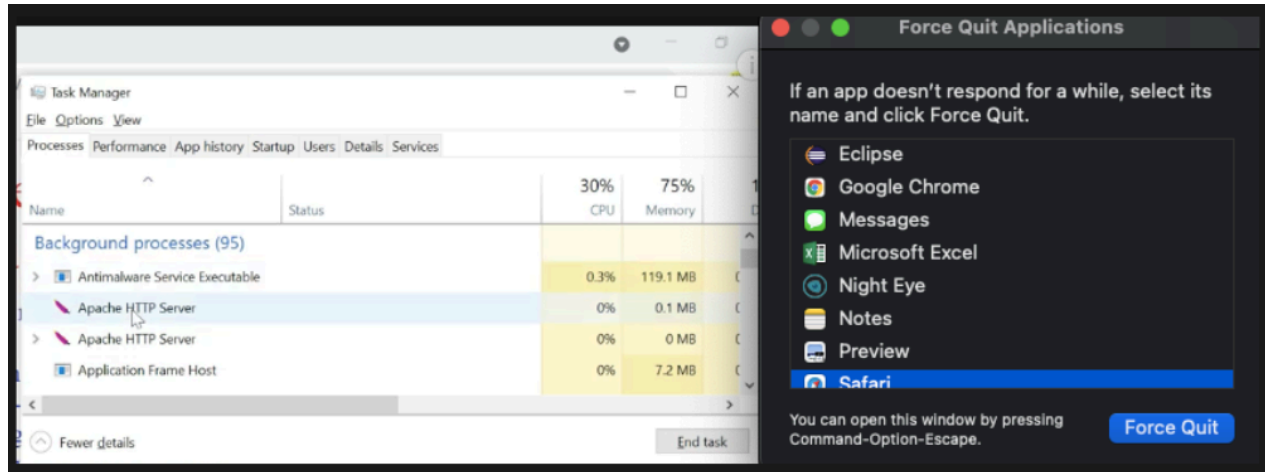 Task Manager
File Options View
Processes Performance App history Startup Users Details Services
30% 75%
Name Status CPU Memory
Background processes (95)
Antimalware Service Executable 0.3% 119.1 MB
Apache HTTP Server 0% 0.1 MB
Apache HTTP Server 0% 0 MB
Application Frame Host 0% 7.2 MB
Fewer details End task
Force Quit Applications
If an app doesn’t respond for a while, select its
name and click Force Quit.
Eclipse
Google Chrome
Messages
Microsoft Excel
Night Eye
Notes
Preview
Safari
You can open this window by pressing
Command-Option-Escape.
Force Quit